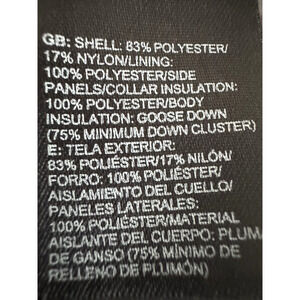 GB: SHELL: 83% POLYESTER/
17% NYLON/LINING:
100% POLYESTER/SIDE
PANELS/COLLAR INSULATION:
100% POLYESTER/BODY
INSULATION: GOOSE DOWN
(75% MINIMUM DOWN CLUSTER)
E: TELA EXTERIOR:
83% POLIÉSTER/17% NILÓN/
FORRO: 100% POLIÉSTER/
AISLAMIENTO DEL CUELLO/
PANELES LATERALES:
100% POLIÉSTER/MATERIAL
AISLANTE DEL CUERPO: PLUMA
DE GANSO (75% MÍNIMO DE
RELLENO DE PLUMÓN)